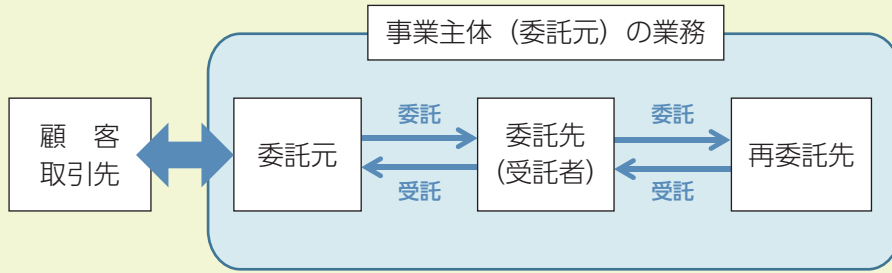 事業主体（委託元）の業務
顧　客
取引先
委託元
委託
受託
委託先
（受託者）
委託
受託
再委託先